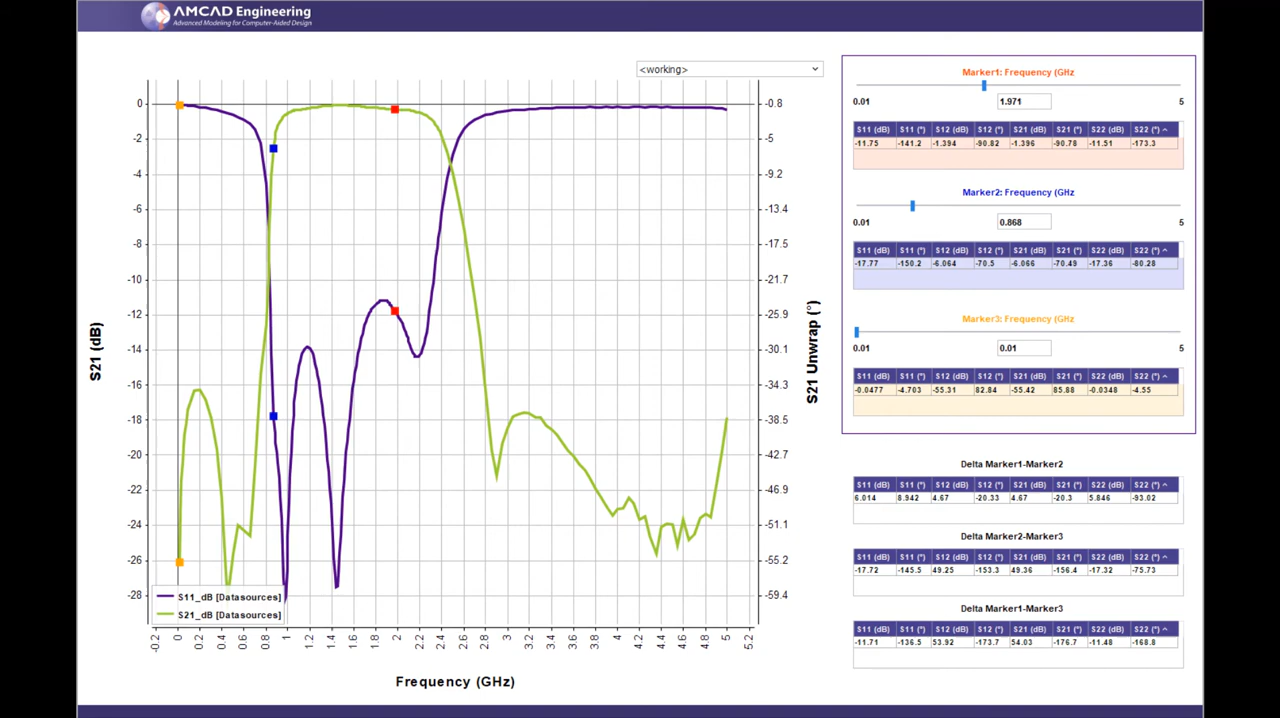 AMCAD Engineering
Advanced Modeling for Computer-Aided Design
<working>
0
-2
-4
-6
-8
-10
-12
-14
-16
-18
-20
-22
-24
-26
-28
S21 (dB)
-0.8
-5
-9.2
-13.4
-17.5
-21.7
-25.9
-30.1
-34.3
-38.5
-42.7
-46.9
-51.1
-55.2
-59.4
S21 Unwrap (°)
S11_dB [Datasources]
S21_dB [Datasources]
-0.2 0 0.2 0.4 0.6 0.8 1 1.2 1.4 1.6 1.8 2 2.2 2.4 2.6 2.8 3 3.2 3.4 3.6 3.8 4 4.2 4.4 4.6 4.8 5 5.2
Frequency (GHz)
Marker1: Frequency (GHz
0.01 1.971 5
S11 (dB) S11 (°) S12 (dB) S12 (°) S21 (dB) S21 (°) S22 (dB) S22 (°)
-11.75 -141.2 -1.394 -90.82 -1.396 -90.78 -11.51 -173.3
Marker2: Frequency (GHz
0.01 0.868 5
S11 (dB) S11 (°) S12 (dB) S12 (°) S21 (dB) S21 (°) S22 (dB) S22 (°)
-17.77 -150.2 -6.064 -70.5 -6.066 -70.49 -17.36 -80.28
Marker3: Frequency (GHz
0.01 0.01 5
S11 (dB) S11 (°) S12 (dB) S12 (°) S21 (dB) S21 (°) S22 (dB) S22 (°)
-0.0477 -4.703 -55.31 82.84 -55.42 85.88 -0.0348 -4.55
Delta Marker1-Marker2
S11 (dB) S11 (°) S12 (dB) S12 (°) S21 (dB) S21 (°) S22 (dB) S22 (°)
6.014 8.942 4.67 -20.33 4.67 -20.3 5.846 -93.02
Delta Marker2-Marker3
S11 (dB) S11 (°) S12 (dB) S12 (°) S21 (dB) S21 (°) S22 (dB) S22 (°)
-17.72 -145.5 49.25 -153.3 49.36 -156.4 -17.32 -75.73
Delta Marker1-Marker3
S11 (dB) S11 (°) S12 (dB) S12 (°) S21 (dB) S21 (°) S22 (dB) S22 (°)
-11.71 -136.5 53.92 -173.7 54.03 -176.7 -11.48 -168.8